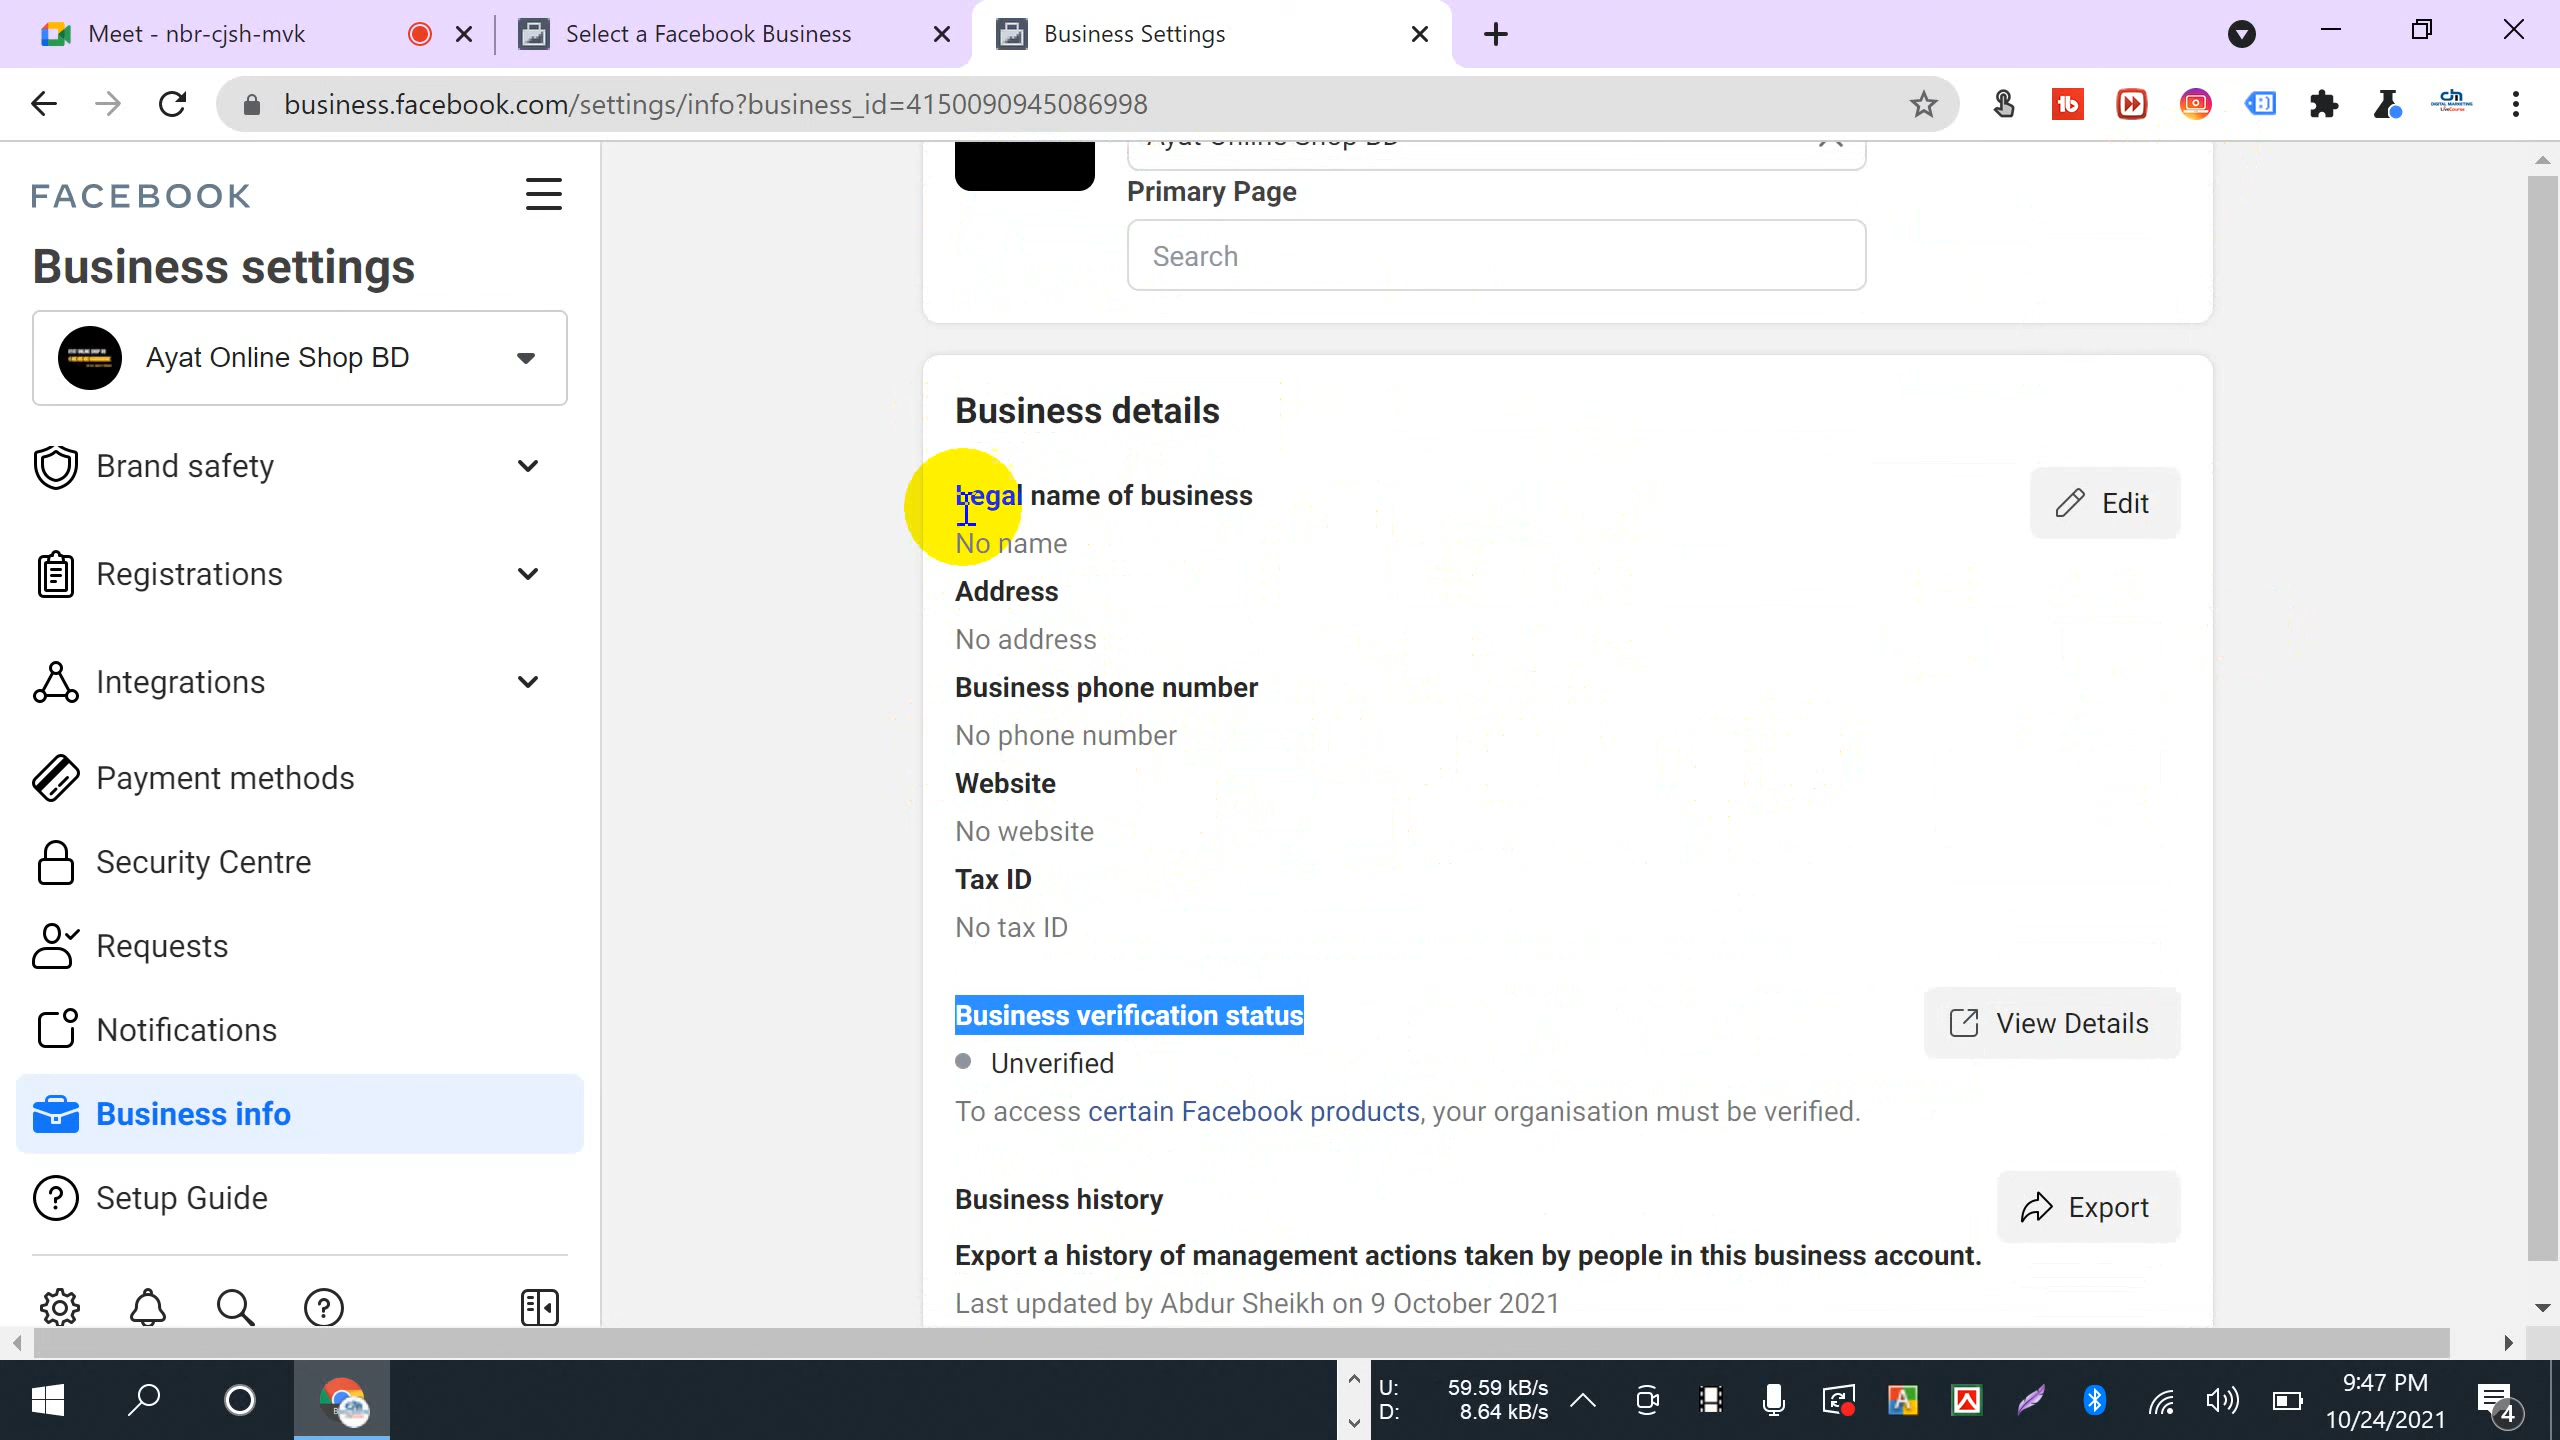 Meet - nbr-cjsh-mvk
Select a Facebook Business
Business Settings
business.facebook.com/settings/info?business_id=4150090945086998
FACEBOOK
Business settings
Ayat Online Shop BD
Brand safety
Registrations
Integrations
Payment methods
Security Centre
Requests
Notifications
Business info
Setup Guide
Ayat Online Shop BD
Primary Page
Search
Business details
Legal name of business
Edit
No name
Address
No address
Business phone number
No phone number
Website
No website
Tax ID
No tax ID
Business verification status
View Details
Unverified
To access certain Facebook products, your organisation must be verified.
Business history
Export
Export a history of management actions taken by people in this business account.
Last updated by Abdur Sheikh on 9 October 2021
U: 59.59 kB/s
D: 8.64 kB/s
9:47 PM
10/24/2021
4